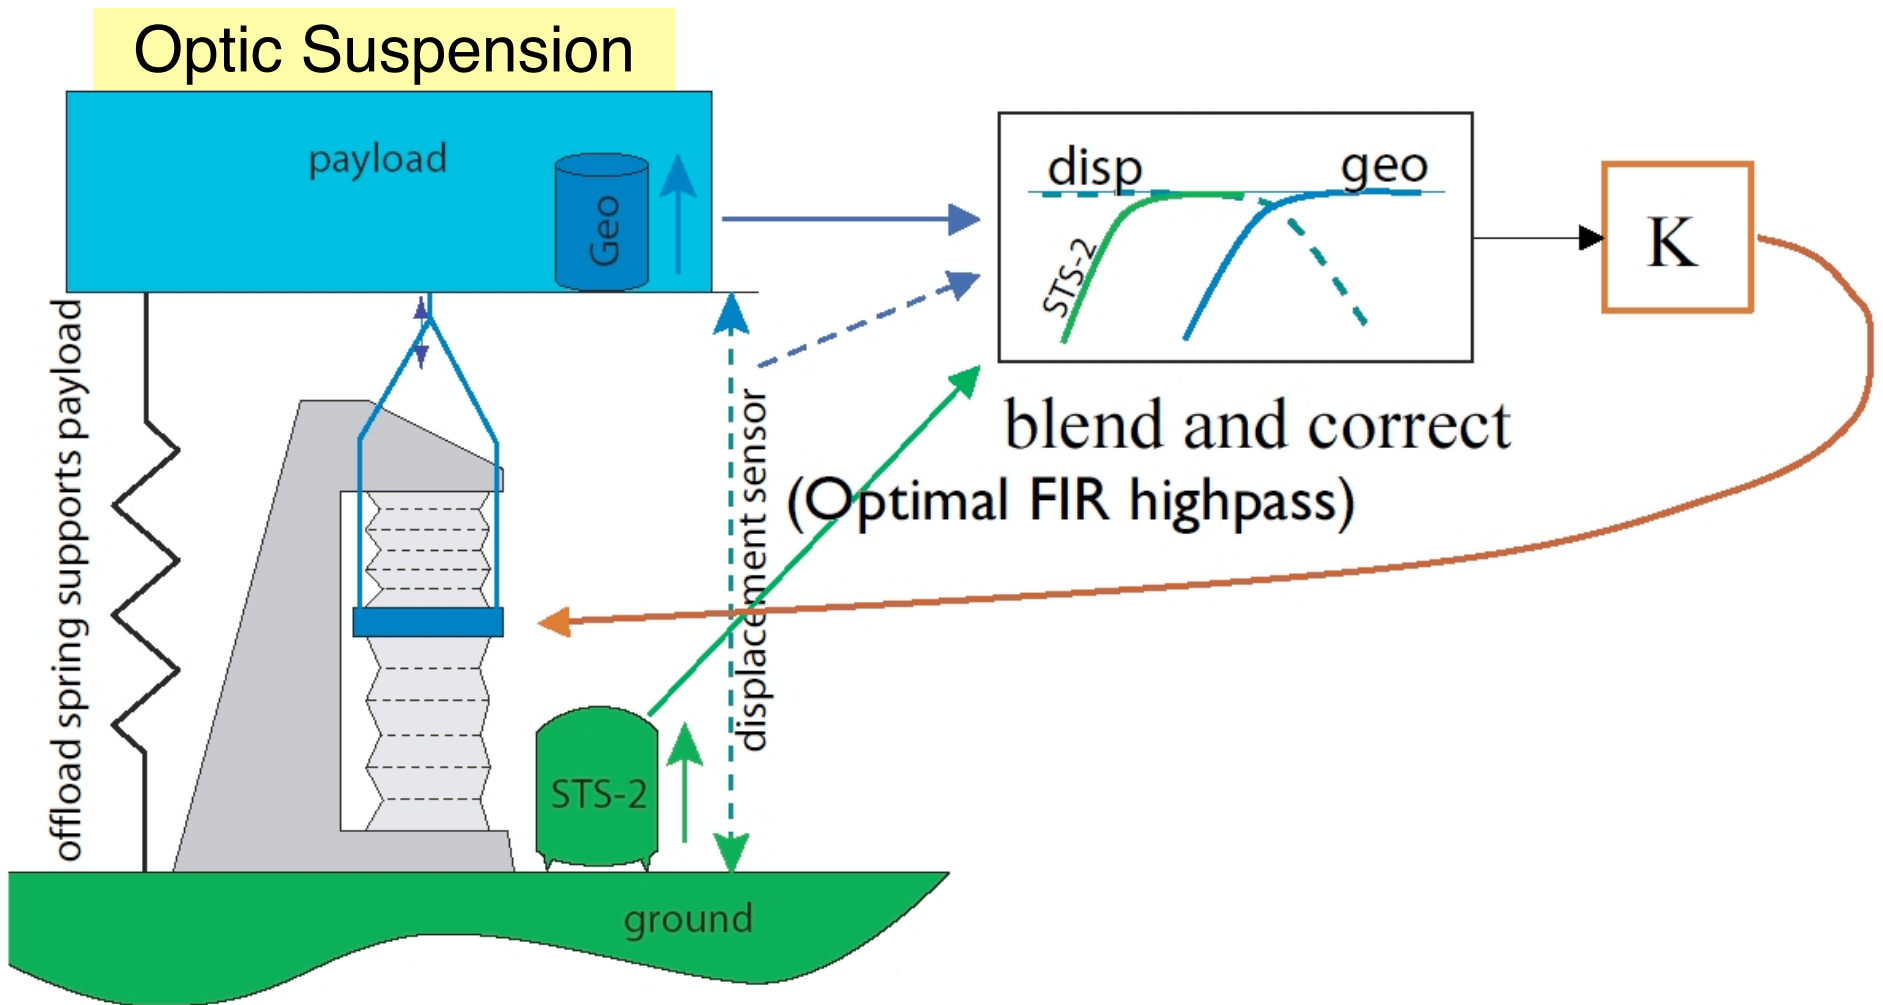 Optic Suspension
payload
Geo
disp
geo
STS-2
K
blend and correct
(Optimal FIR highpass)
offload spring supports payload
displacement sensor
STS-2
ground